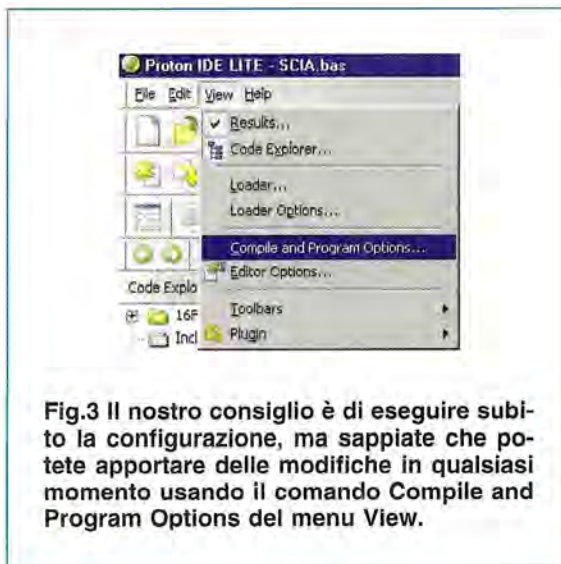 Proton IDE LITE - SCIA.bas
File Edit View Help
Results...
Code Explorer...
Loader...
Loader Options...
Compile and Program Options...
Editor Options...
Code Explo
Toolbars
16F
Plugin
Incl
Fig.3 Il nostro consiglio è di eseguire subi-
to la configurazione, ma sappiate che po-
tete apportare delle modifiche in qualsiasi
momento usando il comando Compile and
Program Options del menu View.